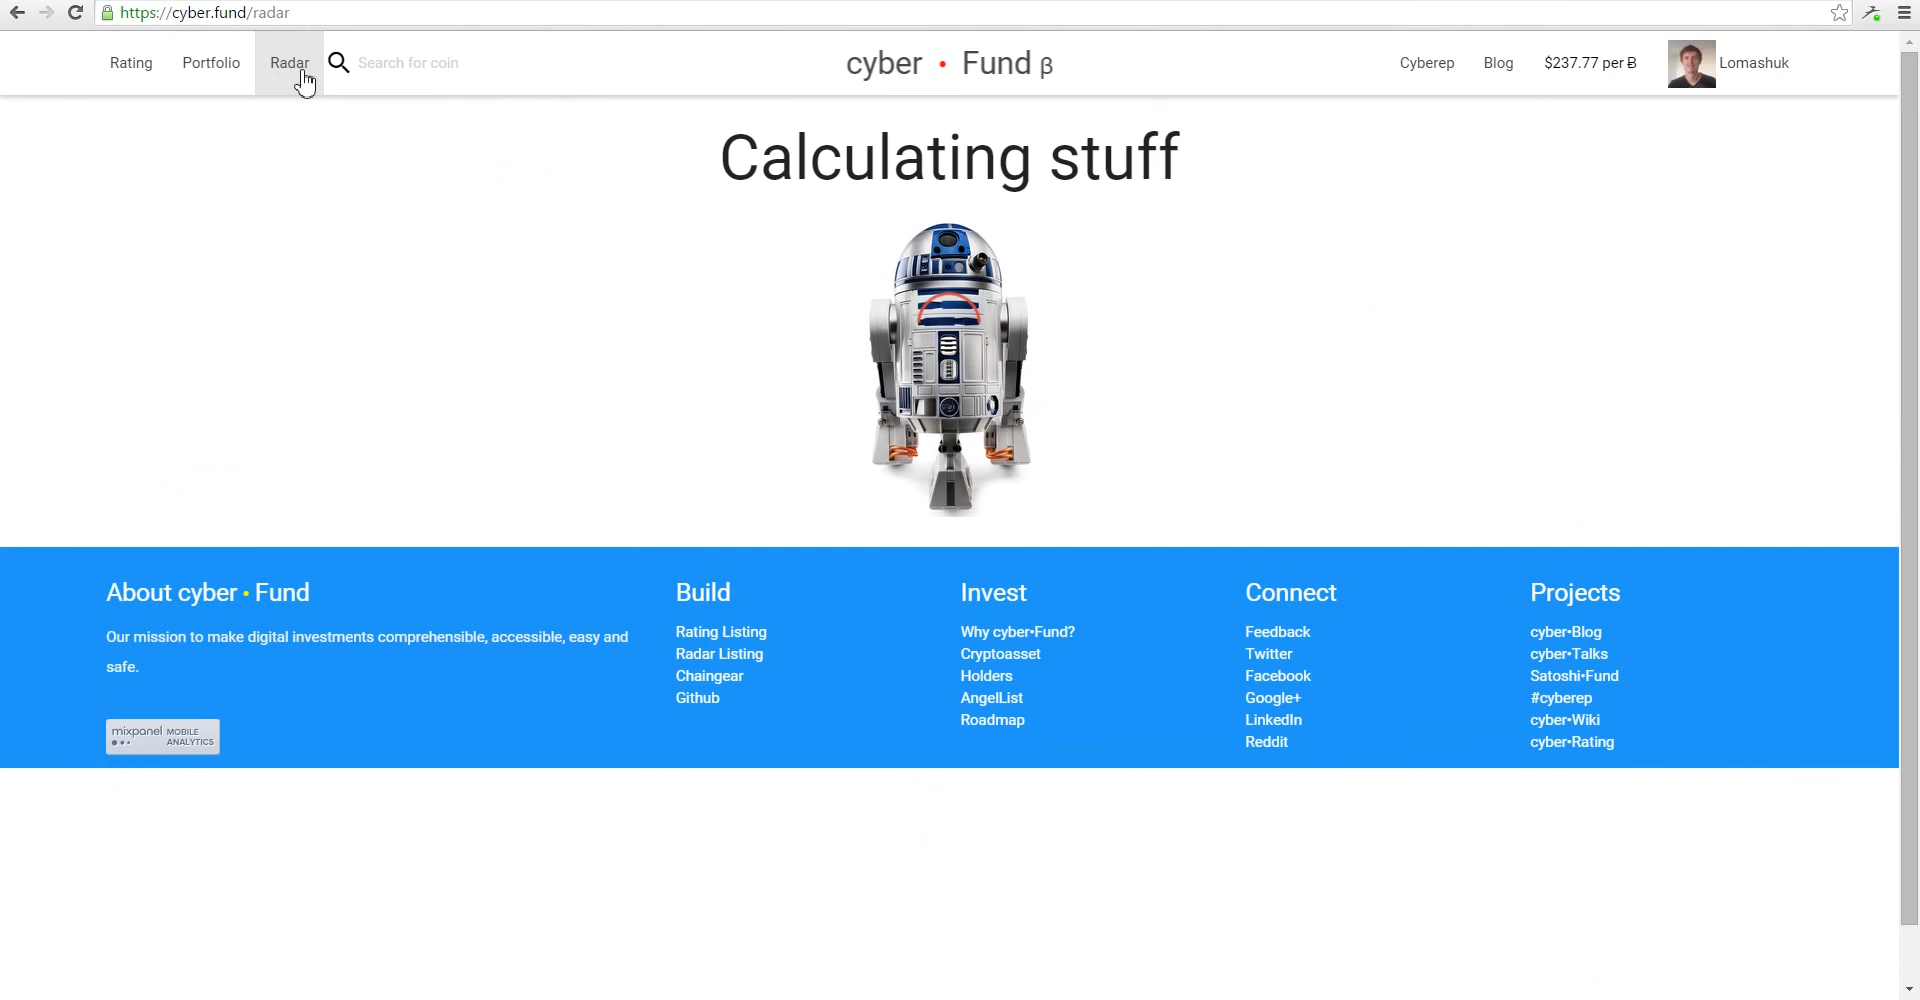 https://cyber.fund/radar
Rating Portfolio Radar Search for coin cyber • Fund β Cyberep Blog $237.77 per Ƀ Lomashuk
Calculating stuff
About cyber • Fund
Our mission to make digital investments comprehensible, accessible, easy and
safe.
mixpanel MOBILE
ANALYTICS
Build
Rating Listing
Radar Listing
Chaingear
Github
Invest
Why cyber•Fund?
Cryptoasset
Holders
AngelList
Roadmap
Connect
Feedback
Twitter
Facebook
Google+
LinkedIn
Reddit
Projects
cyber•Blog
cyber•Talks
Satoshi•Fund
#cyberep
cyber•Wiki
cyber•Rating